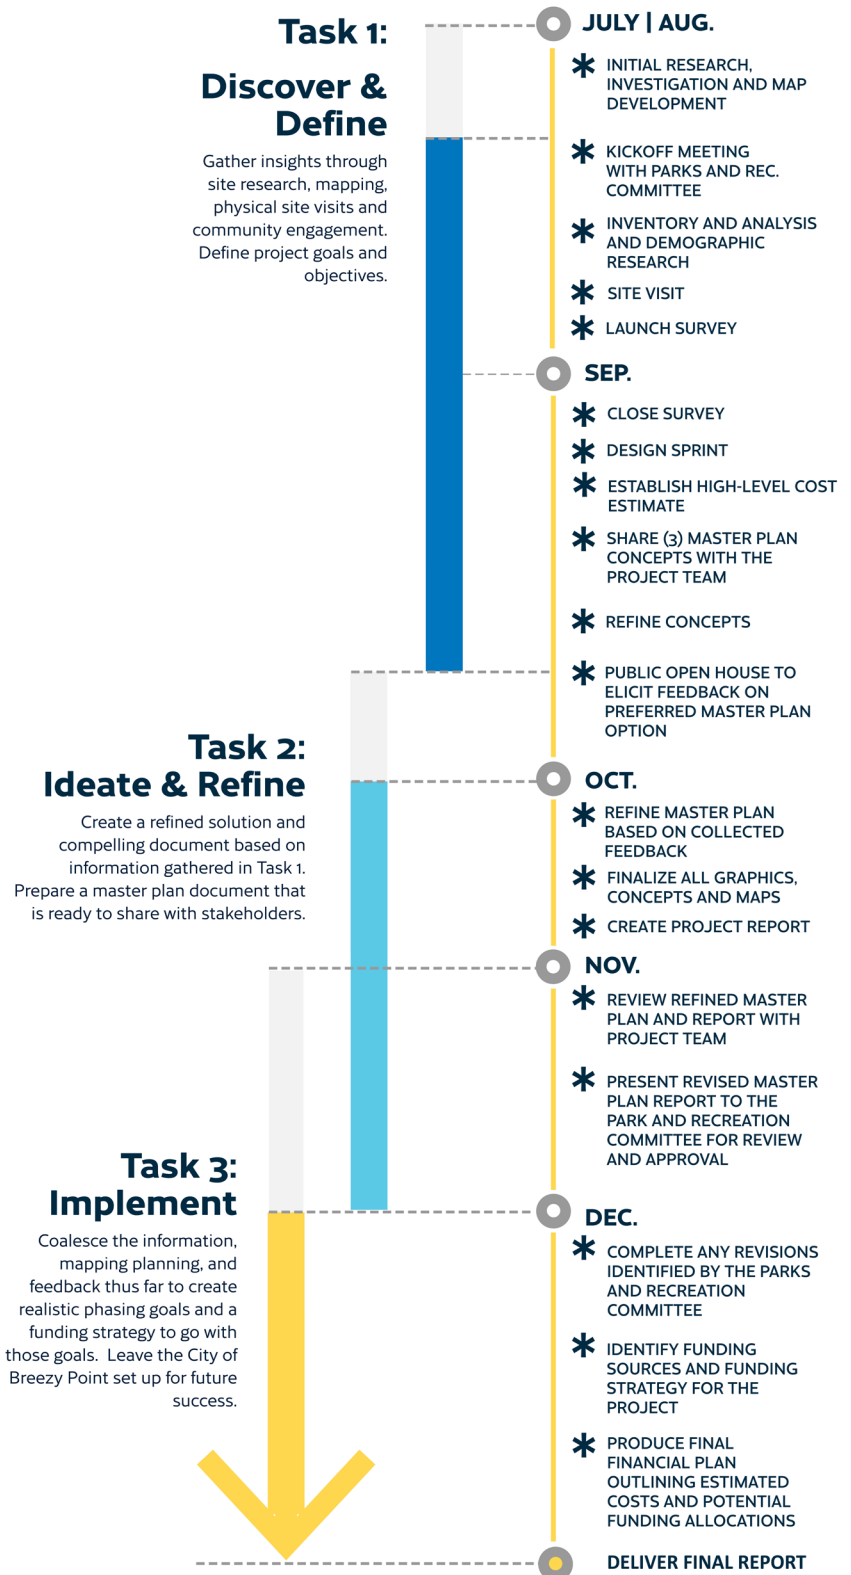 Task 1:
Discover &
Define
Gather insights through
site research, mapping,
physical site visits and
community engagement.
Define project goals and
objectives.
JULY | AUG.
INITIAL RESEARCH,
INVESTIGATION AND MAP
DEVELOPMENT
KICKOFF MEETING
WITH PARKS AND REC.
COMMITTEE
INVENTORY AND ANALYSIS
AND DEMOGRAPHIC
RESEARCH
SITE VISIT
LAUNCH SURVEY
SEP.
CLOSE SURVEY
DESIGN SPRINT
ESTABLISH HIGH-LEVEL COST
ESTIMATE
SHARE (3) MASTER PLAN
CONCEPTS WITH THE
PROJECT TEAM
REFINE CONCEPTS
PUBLIC OPEN HOUSE TO
ELICIT FEEDBACK ON
PREFERRED MASTER PLAN
OPTION
Task 2:
Ideate & Refine
Create a refined solution and
compelling document based on
information gathered in Task 1.
Prepare a master plan document that
is ready to share with stakeholders.
OCT.
REFINE MASTER PLAN
BASED ON COLLECTED
FEEDBACK
FINALIZE ALL GRAPHICS,
CONCEPTS AND MAPS
CREATE PROJECT REPORT
NOV.
REVIEW REFINED MASTER
PLAN AND REPORT WITH
PROJECT TEAM
PRESENT REVISED MASTER
PLAN REPORT TO THE
PARK AND RECREATION
COMMITTEE FOR REVIEW
AND APPROVAL
Task 3:
Implement
Coalesce the information,
mapping planning, and
feedback thus far to create
realistic phasing goals and a
funding strategy to go with
those goals.  Leave the City of
Breezy Point set up for future
success.
DEC.
COMPLETE ANY REVISIONS
IDENTIFIED BY THE PARKS
AND RECREATION
COMMITTEE
IDENTIFY FUNDING
SOURCES AND FUNDING
STRATEGY FOR THE
PROJECT
PRODUCE FINAL
FINANCIAL PLAN
OUTLINING ESTIMATED
COSTS AND POTENTIAL
FUNDING ALLOCATIONS
DELIVER FINAL REPORT